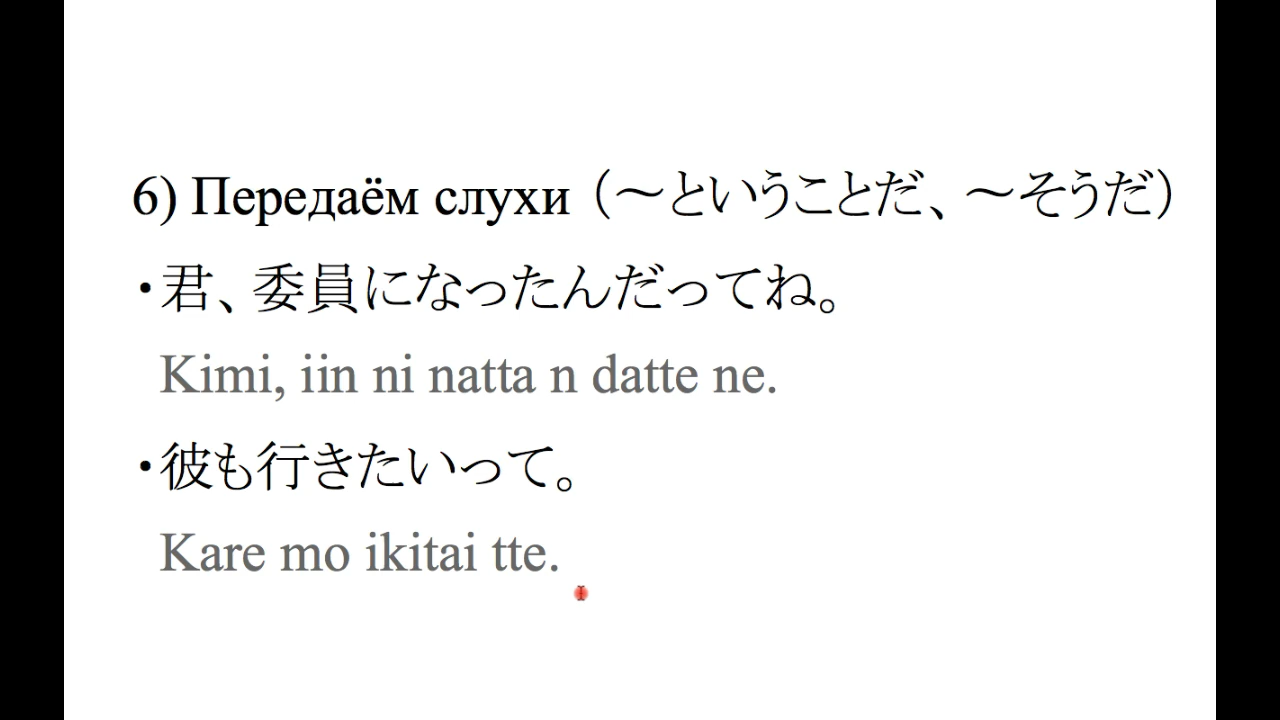 6) Передаём слухи（〜ということだ、〜そうだ）
・君、委員になったんだってね。
Kimi, iin ni natta n datte ne.
・彼も行きたいって。
Kare mo ikitai tte.